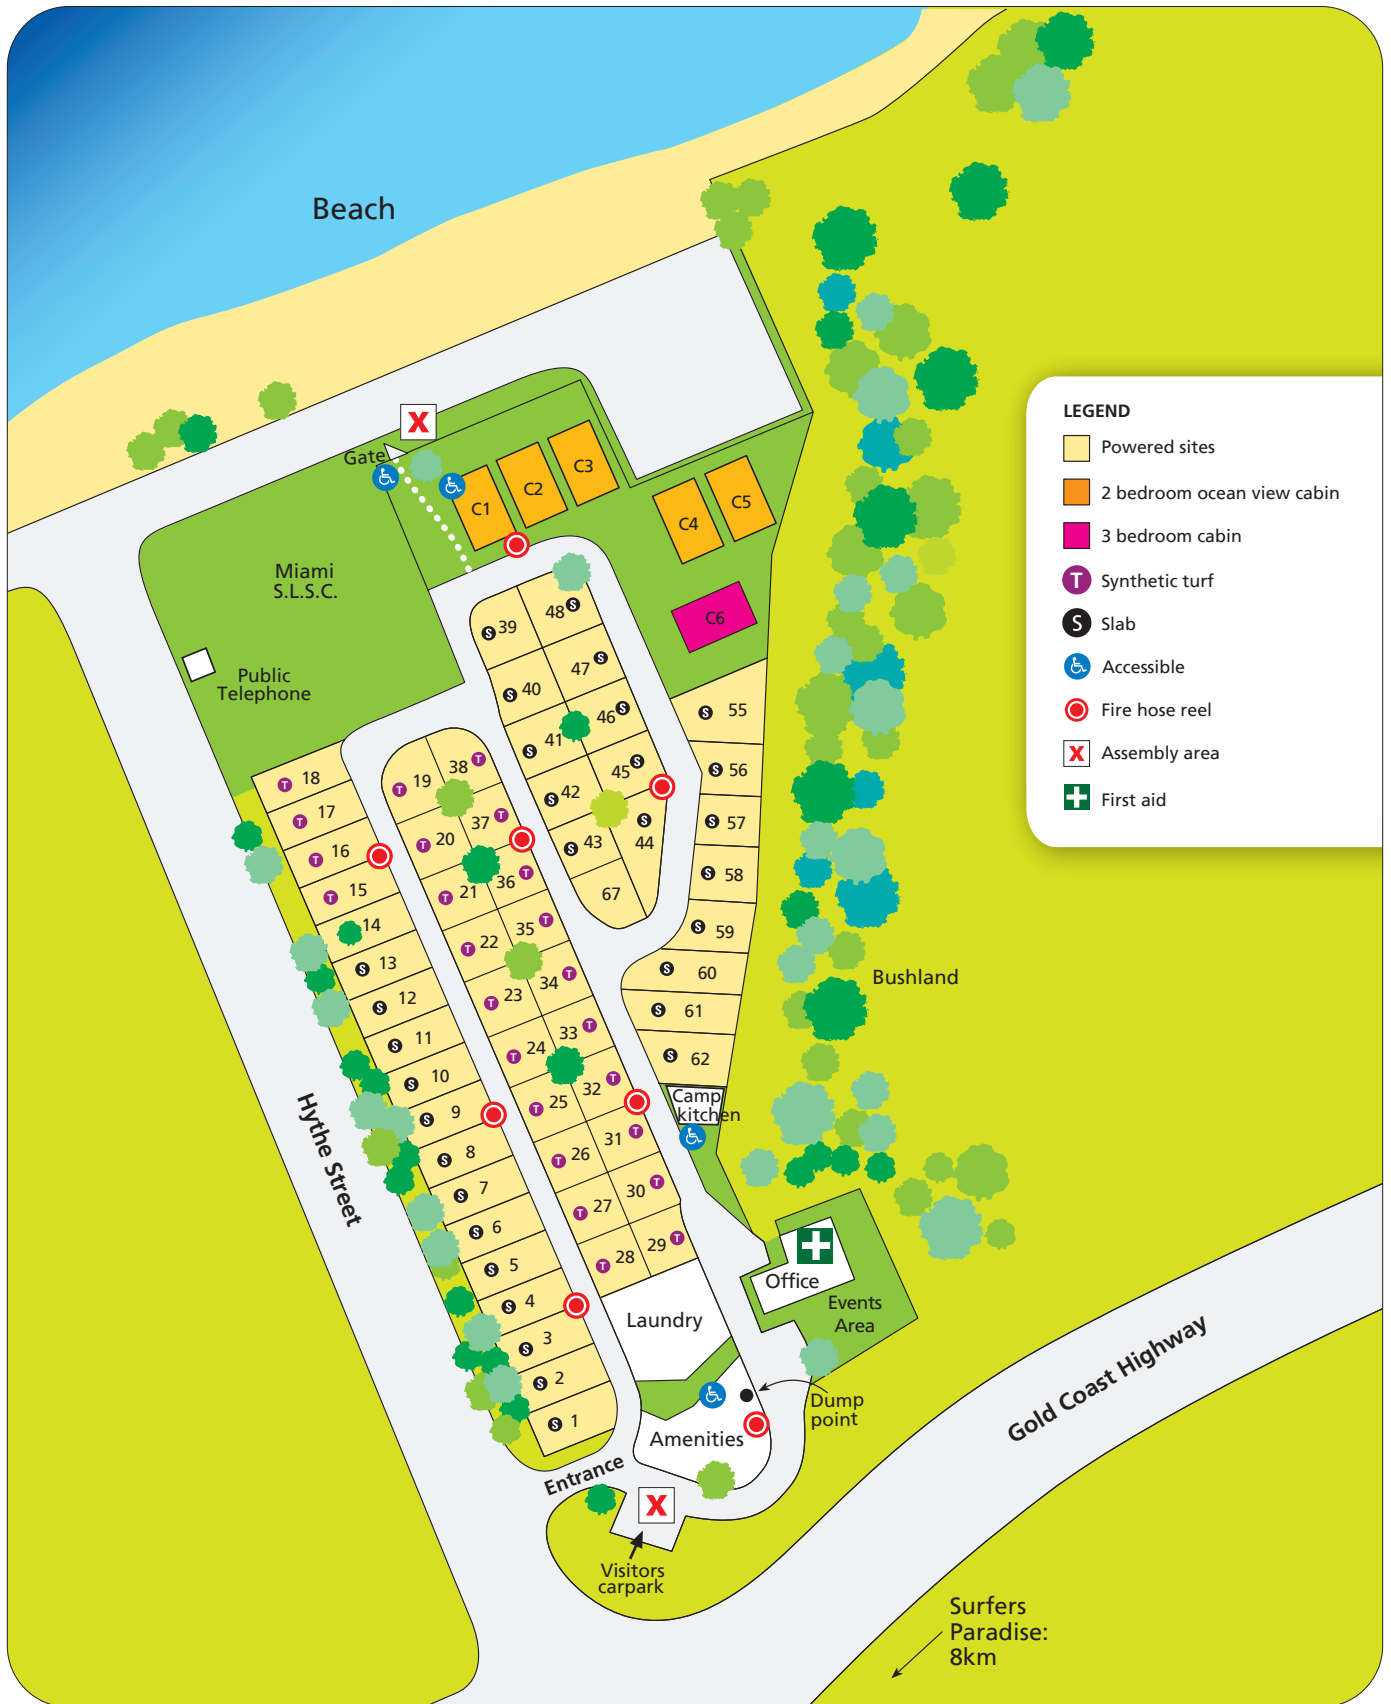 Beach
X
Gate
C1
C2
C3
C4
C5
C6
Miami
S.L.S.C.
Public
Telephone
LEGEND
Powered sites
2 bedroom ocean view cabin
3 bedroom cabin
T Synthetic turf
S Slab
Accessible
Fire hose reel
X Assembly area
First aid
S 39
48 S
47 S
S 40
46 S
S 41
45 S
S 42
S 44
S 43
67
S 55
S 56
S 57
S 58
S 59
S 60
S 61
S 62
T 18
T 17
T 16
T 15
14
S 13
S 12
S 11
S 10
S 9
S 8
S 7
S 6
S 5
S 4
S 3
S 2
S 1
T 19
38 T
37 T
T 20
36 T
T 21
35 T
T 22
34 T
T 23
33 T
T 24
32 T
T 25
31 T
T 26
30 T
T 27
29 T
T 28
Camp
kitchen
Bushland
Hythe Street
Office
Events
Area
Laundry
Amenities
Dump
point
Entrance
X
Visitors
carpark
Gold Coast Highway
Surfers
Paradise:
8km